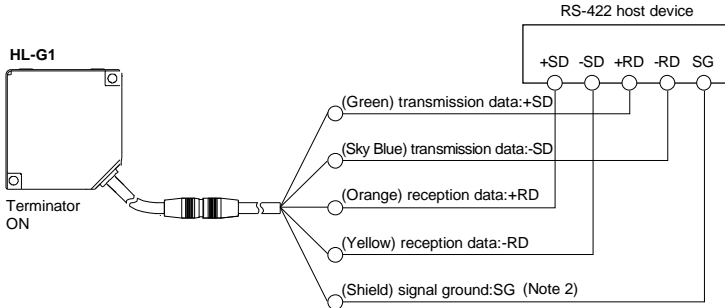 RS-422 host device
HL-G1
+SD -SD +RD -RD SG
(Green) transmission data:+SD
(Sky Blue) transmission data:-SD
(Orange) reception data:+RD
Terminator
ON
(Yellow) reception data:-RD
(Shield) signal ground:SG (Note 2)